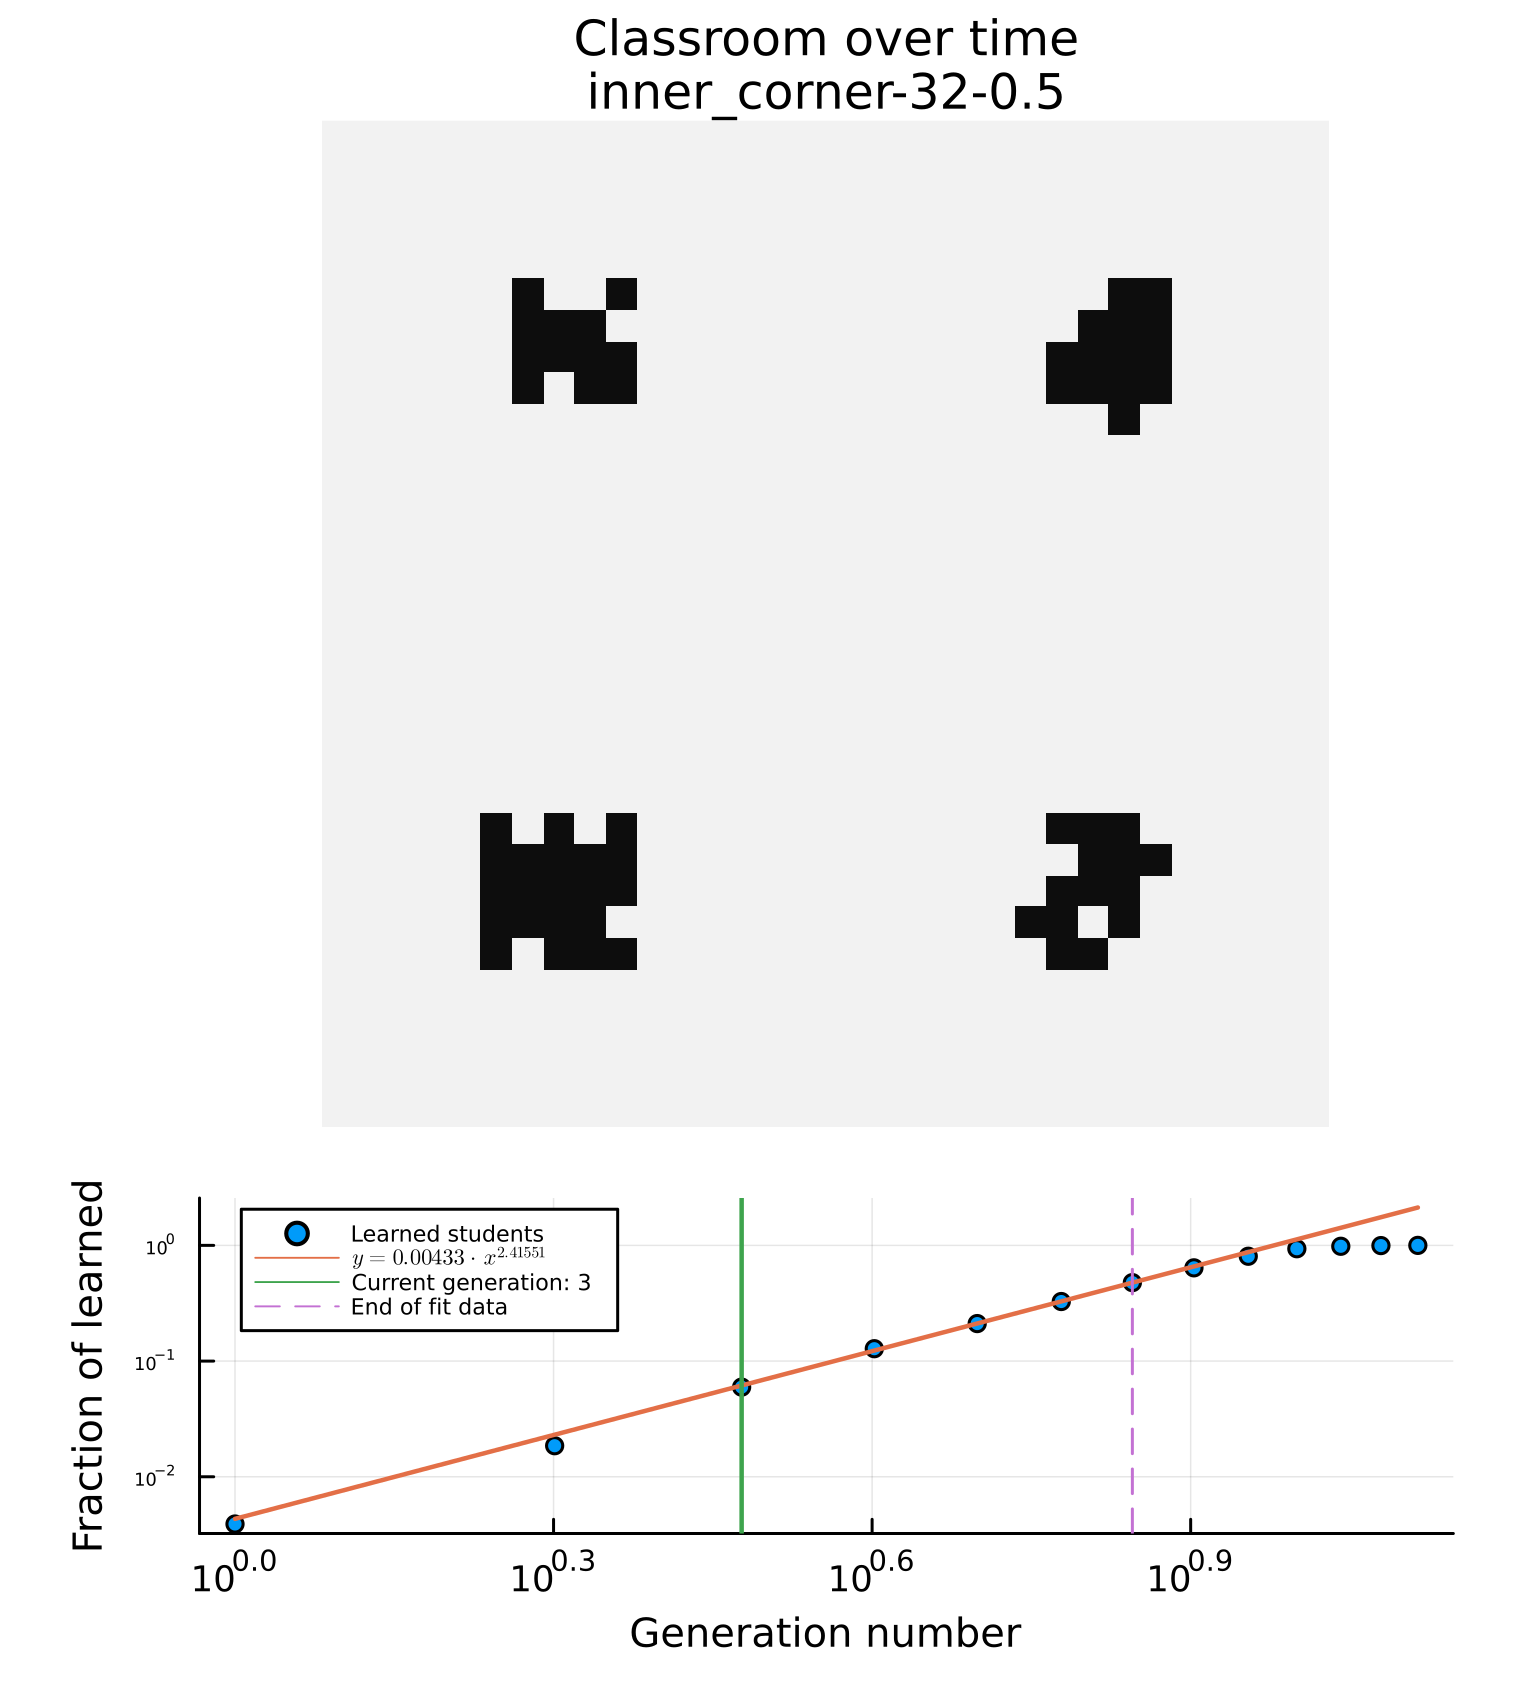 Classroom over time
inner_corner-32-0.5
Fraction of learned
10^0
10^-1
10^-2
Learned students
y = 0.00433 · x^2.41551
Current generation: 3
End of fit data
10^0.0 10^0.3 10^0.6 10^0.9
Generation number